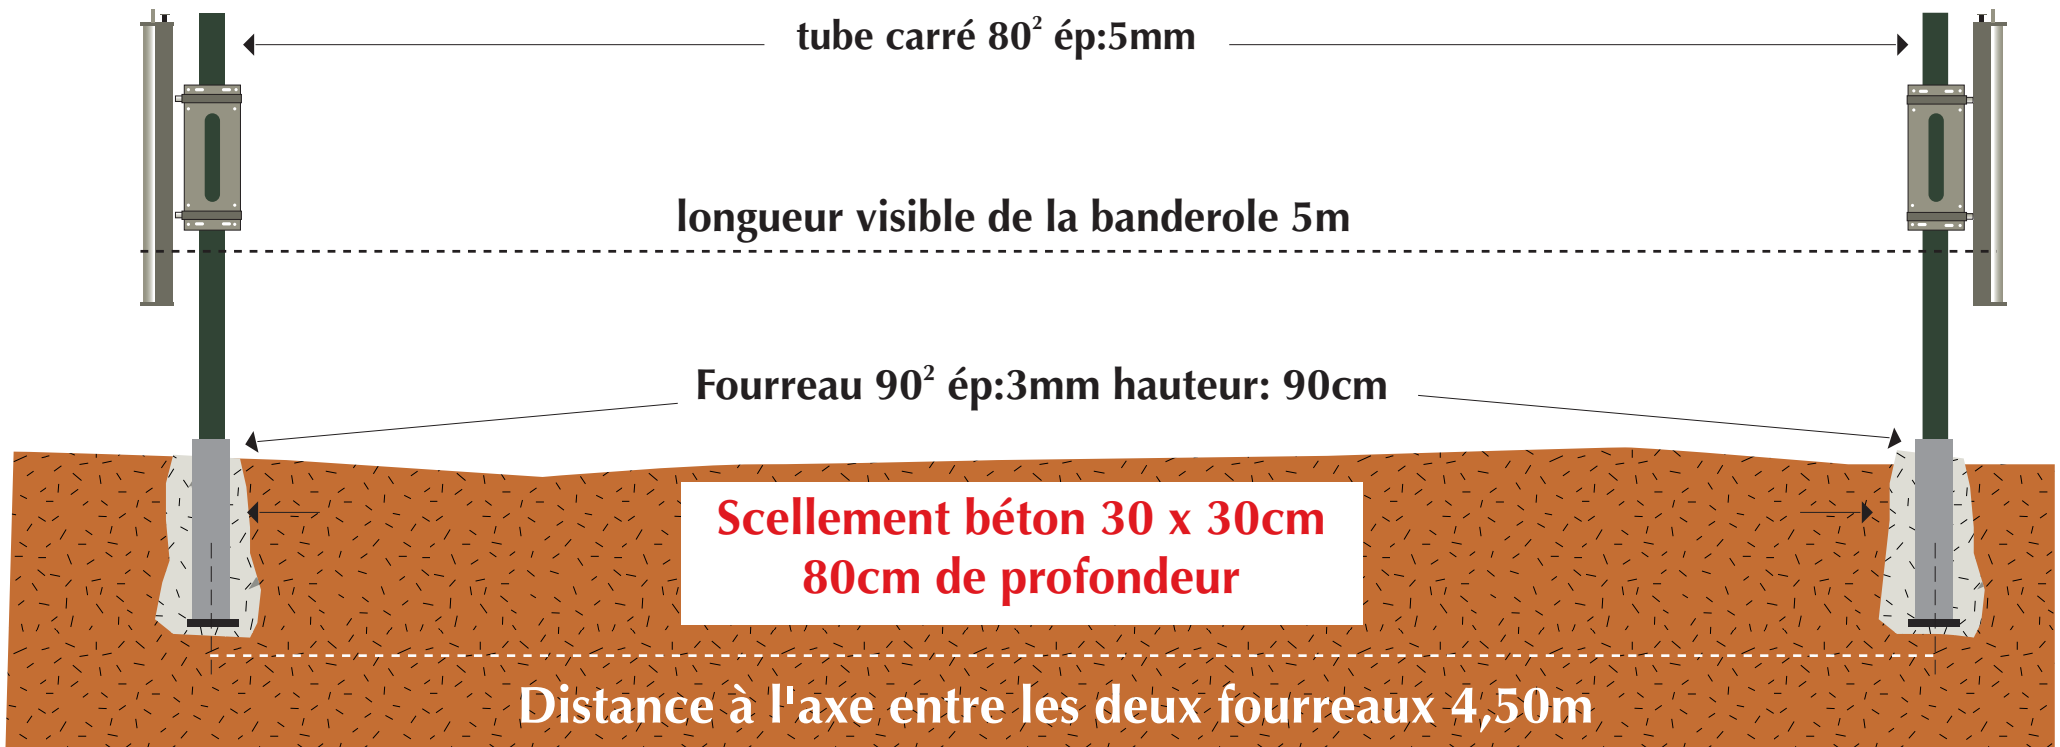 tube carré 80² ép:5mm
longueur visible de la banderole 5m
Fourreau 90² ép:3mm hauteur: 90cm
Scellement béton 30 x 30cm
80cm de profondeur
Distance à l'axe entre les deux fourreaux 4,50m